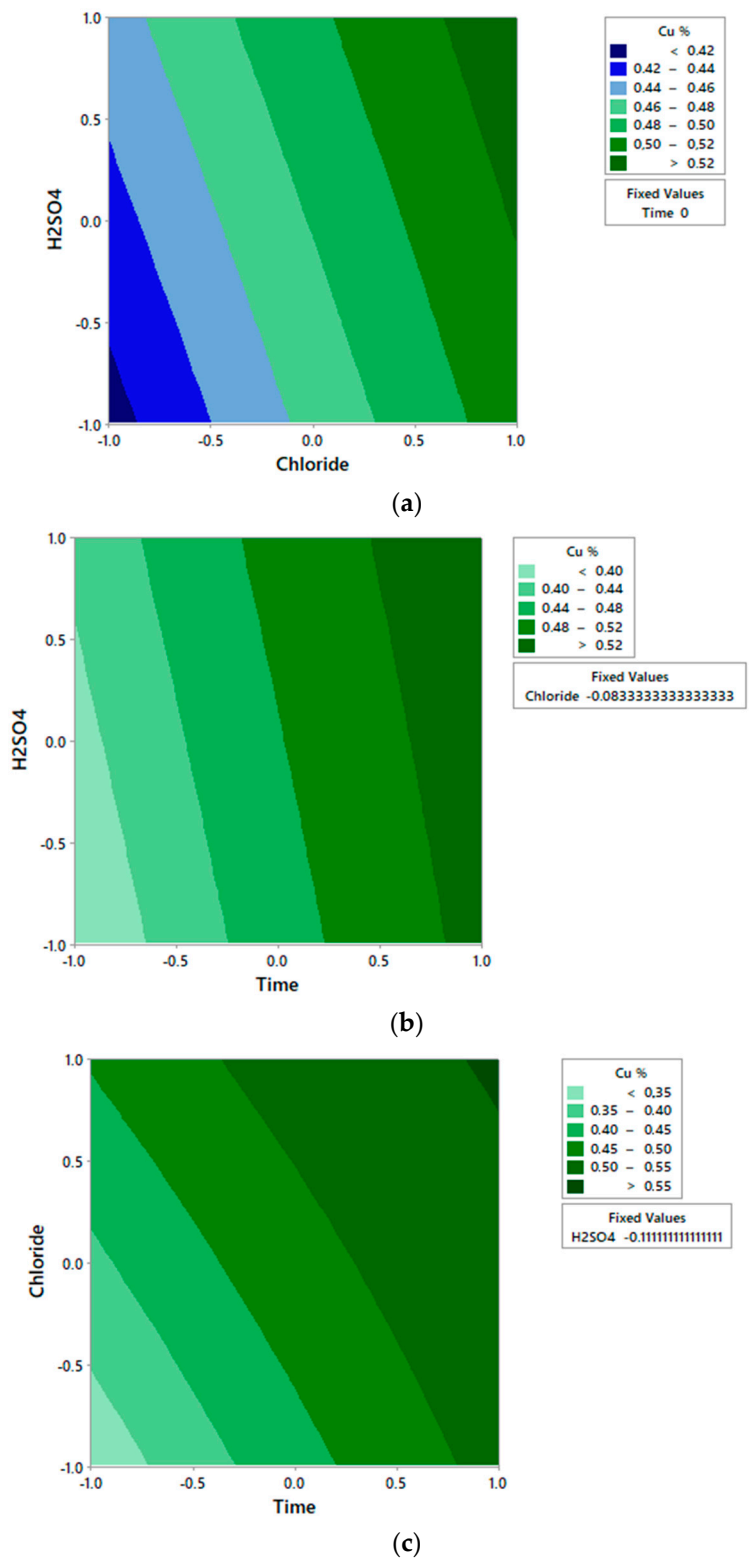 Cu %
< 0.42
0.42 – 0.44
0.44 – 0.46
0.46 – 0.48
0.48 – 0.50
0,50 – 0,52
> 0.52
Fixed Values
Time 0
1.0
0.5
0.0
-0.5
-1.0
H2SO4
-1.0 -0.5 0.0 0.5 1.0
Chloride
(a)
Cu %
< 0.40
0.40 – 0.44
0.44 – 0.48
0.48 – 0.52
> 0.52
Fixed Values
Chloride -0.0833333333333333
1.0
0.5
0.0
-0.5
-1.0
H2SO4
-1.0 -0.5 0.0 0.5 1.0
Time
(b)
Cu %
< 0,35
0.35 – 0.40
0.40 – 0.45
0.45 – 0.50
0.50 – 0.55
> 0.55
Fixed Values
H2SO4 -0.111111111111111
1.0
0.5
0.0
-0.5
-1.0
Chloride
-1.0 -0.5 0.0 0.5 1.0
Time
(c)